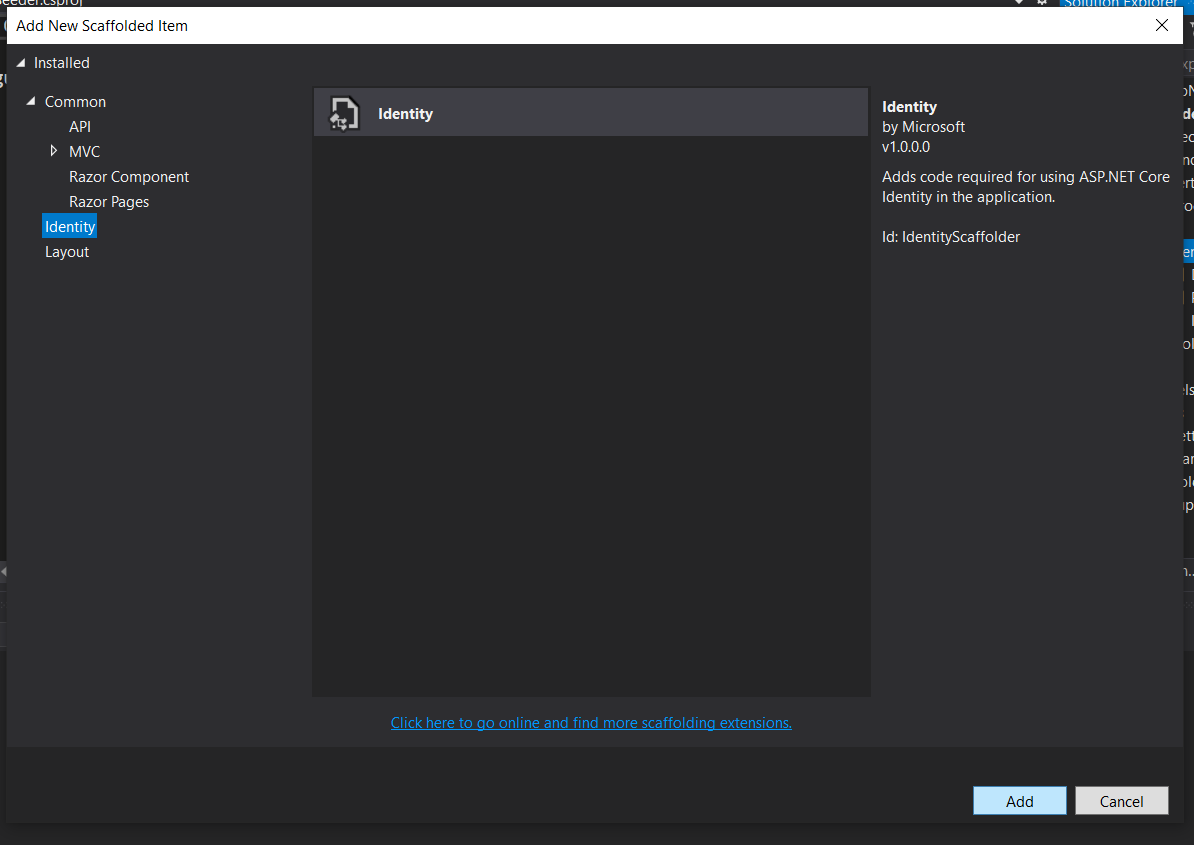 Add New Scaffolded Item
Installed
Common
API
MVC
Razor Component
Razor Pages
Identity
Layout
Identity
Identity
by Microsoft
v1.0.0.0
Adds code required for using ASP.NET Core
Identity in the application.
Id: IdentityScaffolder
Click here to go online and find more scaffolding extensions.
Add
Cancel
Solution Explorer